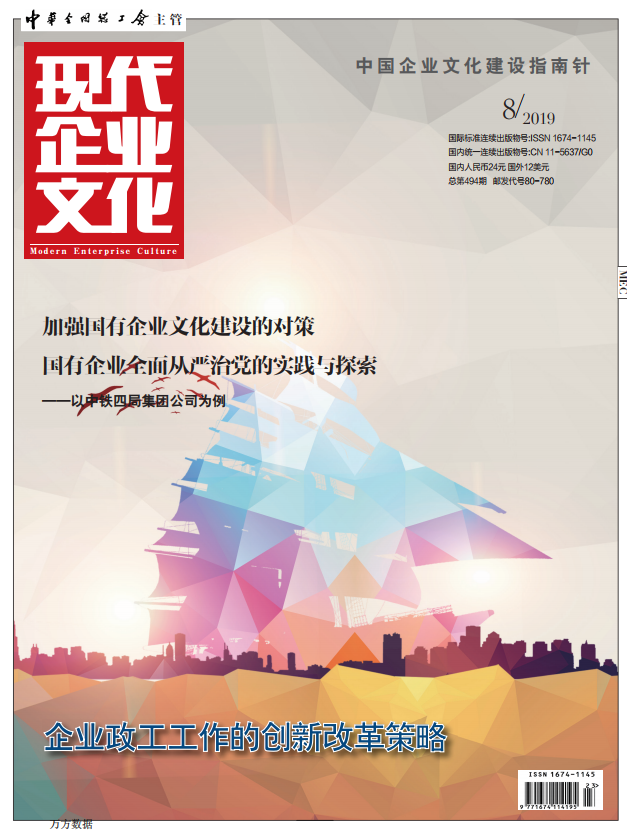 中华全国总工会主管
现代
企业
文化
Modern Enterprise Culture
中国企业文化建设指南针
8/2019
国际标准连续出版物号:ISSN 1674-1145
国内统一连续出版物号:CN 11-5637/G0
国内人民币24元 国外12美元
总第494期 邮发代号80-780
MEC
加强国有企业文化建设的对策
国有企业全面从严治党的实践与探索
——以中铁四局集团公司为例
企业政工工作的创新改革策略
ISSN 1674-1145
23>
9 771674 114195
万方数据